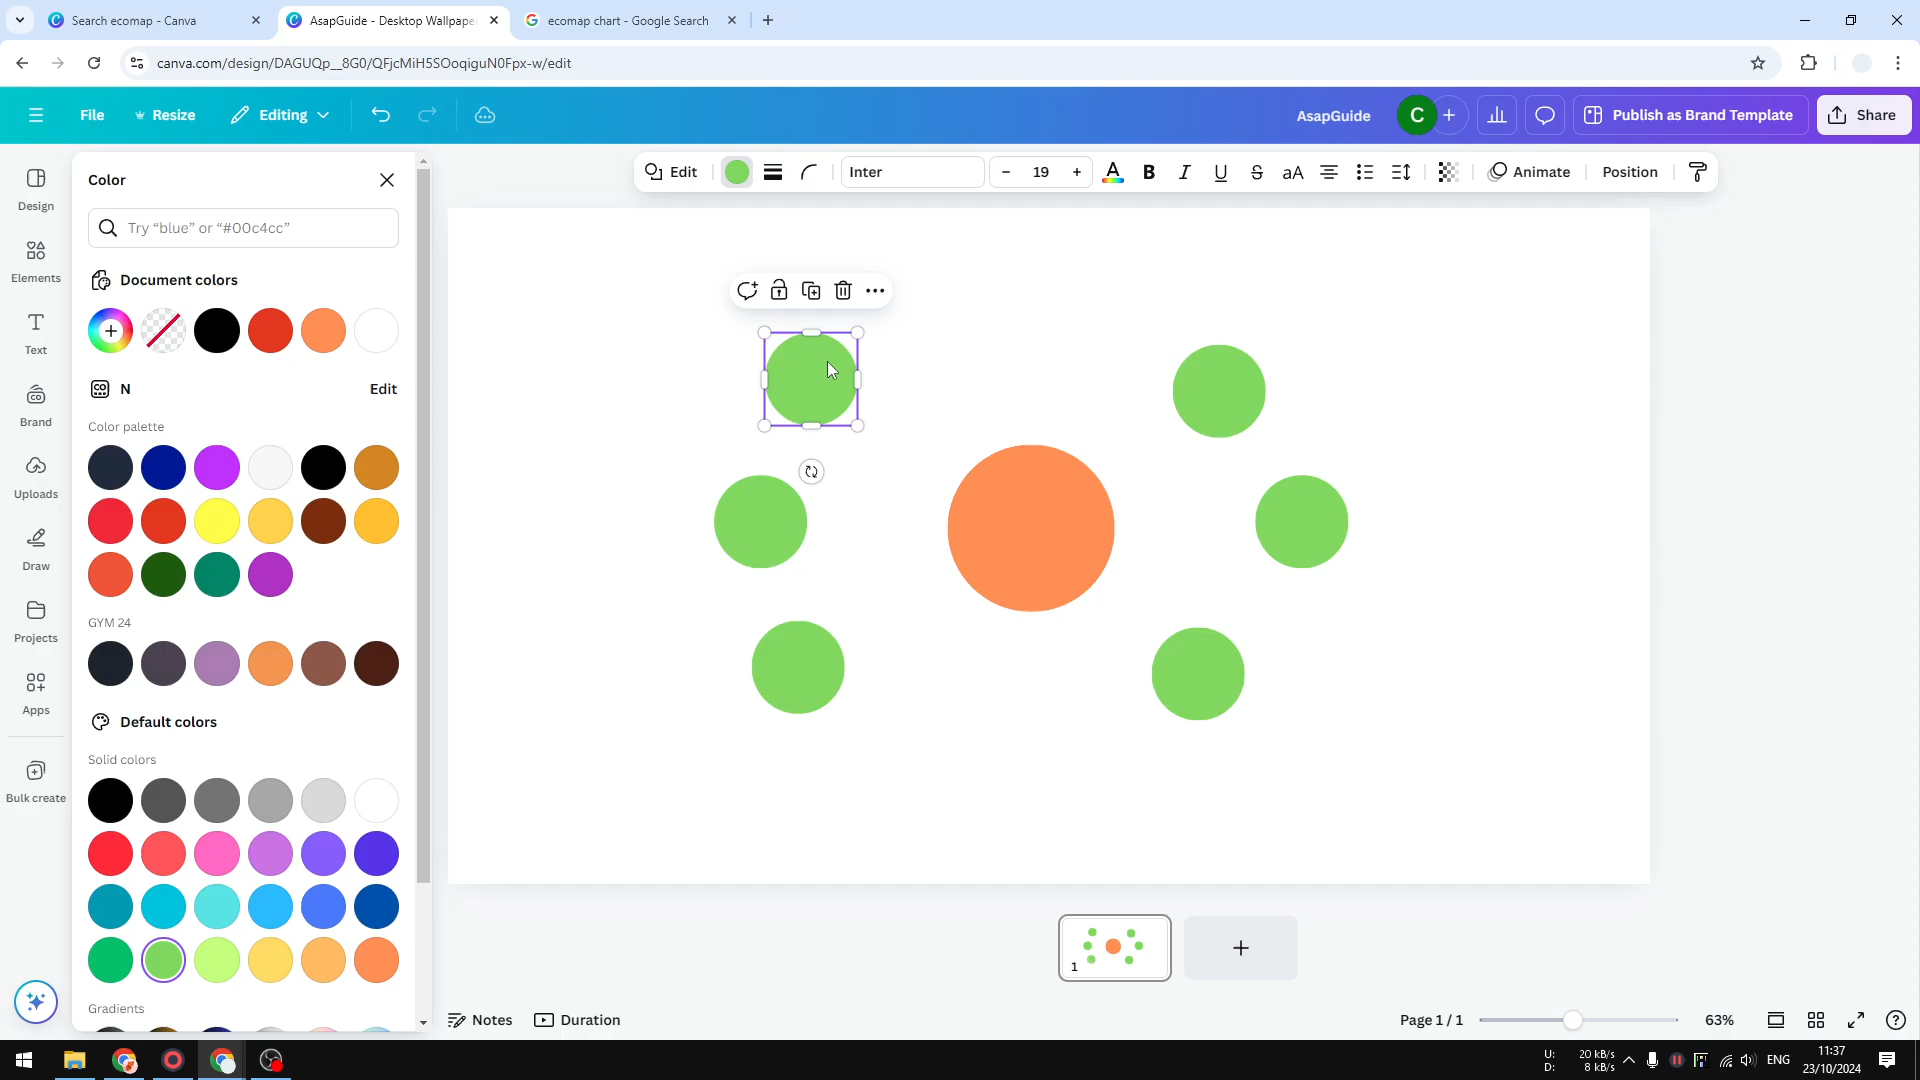 Search ecomap - Canva
AsapGuide - Desktop Wallpape
ecomap chart - Google Search
canva.com/design/DAGUQp__8G0/QFjcMiH5SOoqiguN0Fpx-w/edit
File
Resize
Editing
AsapGuide
C
Publish as Brand Template
Share
Design
Elements
Text
Brand
Uploads
Draw
Projects
Apps
Bulk create
Color
Try “blue” or “#00c4cc”
Document colors
N
Edit
Color palette
GYM 24
Default colors
Solid colors
Gradients
Edit
Inter
19
Animate
Position
1
Notes
Duration
Page 1 / 1
63%
U:
D:
20 kB/s
8 kB/s
ENG
11:37
23/10/2024